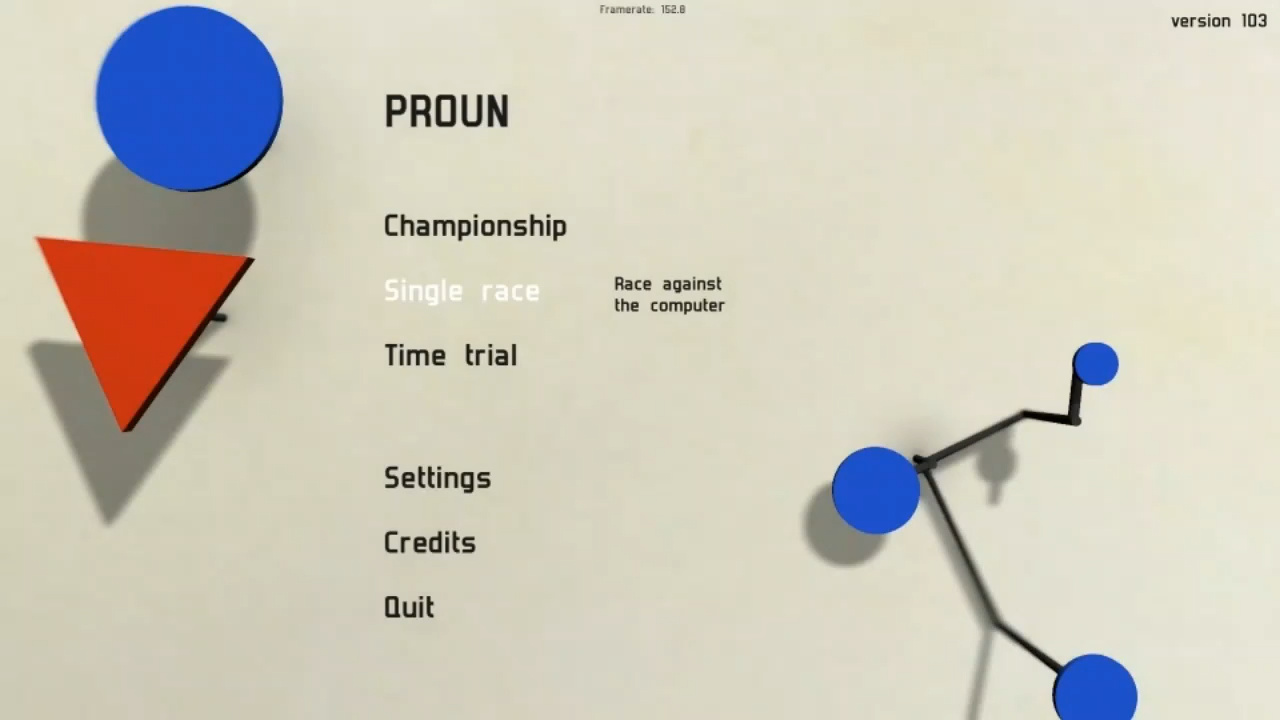 Framerate: 152.8
version 103
PROUN
Championship
Single race
Race against
the computer
Time trial
Settings
Credits
Quit